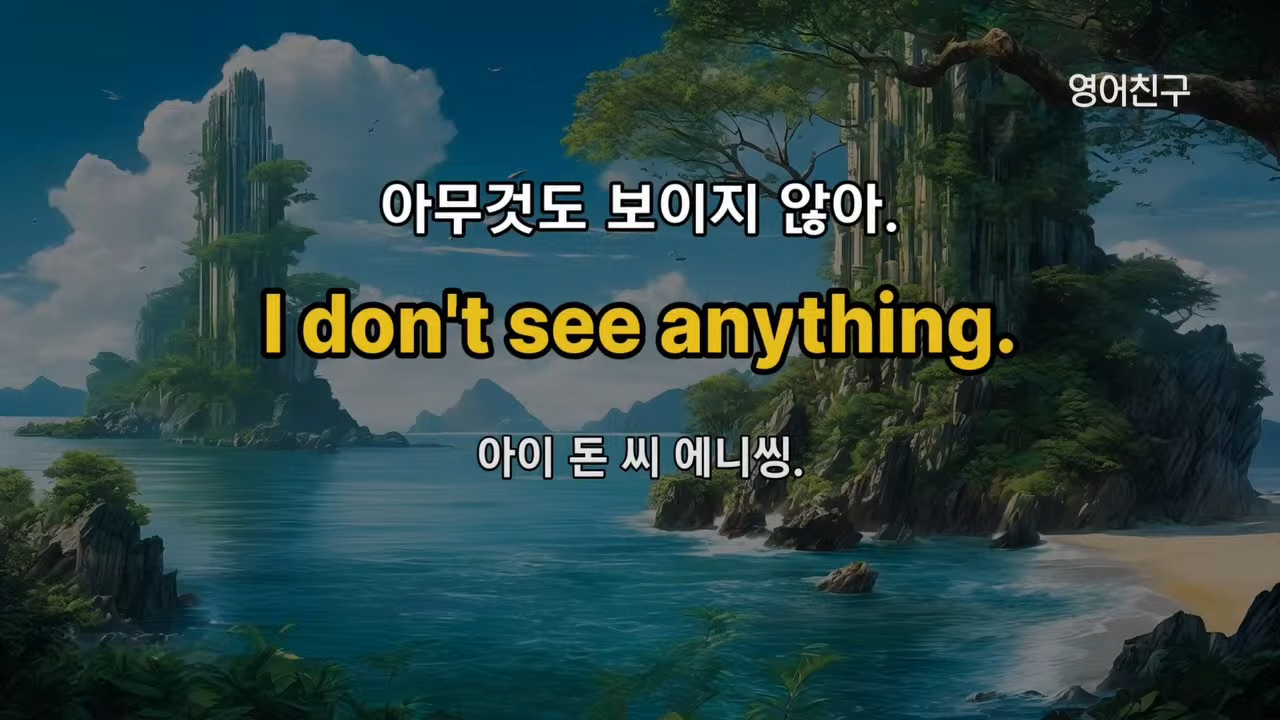 영어친구
아무것도 보이지 않아.
I don't see anything.
아이 돈 씨 에니씽.